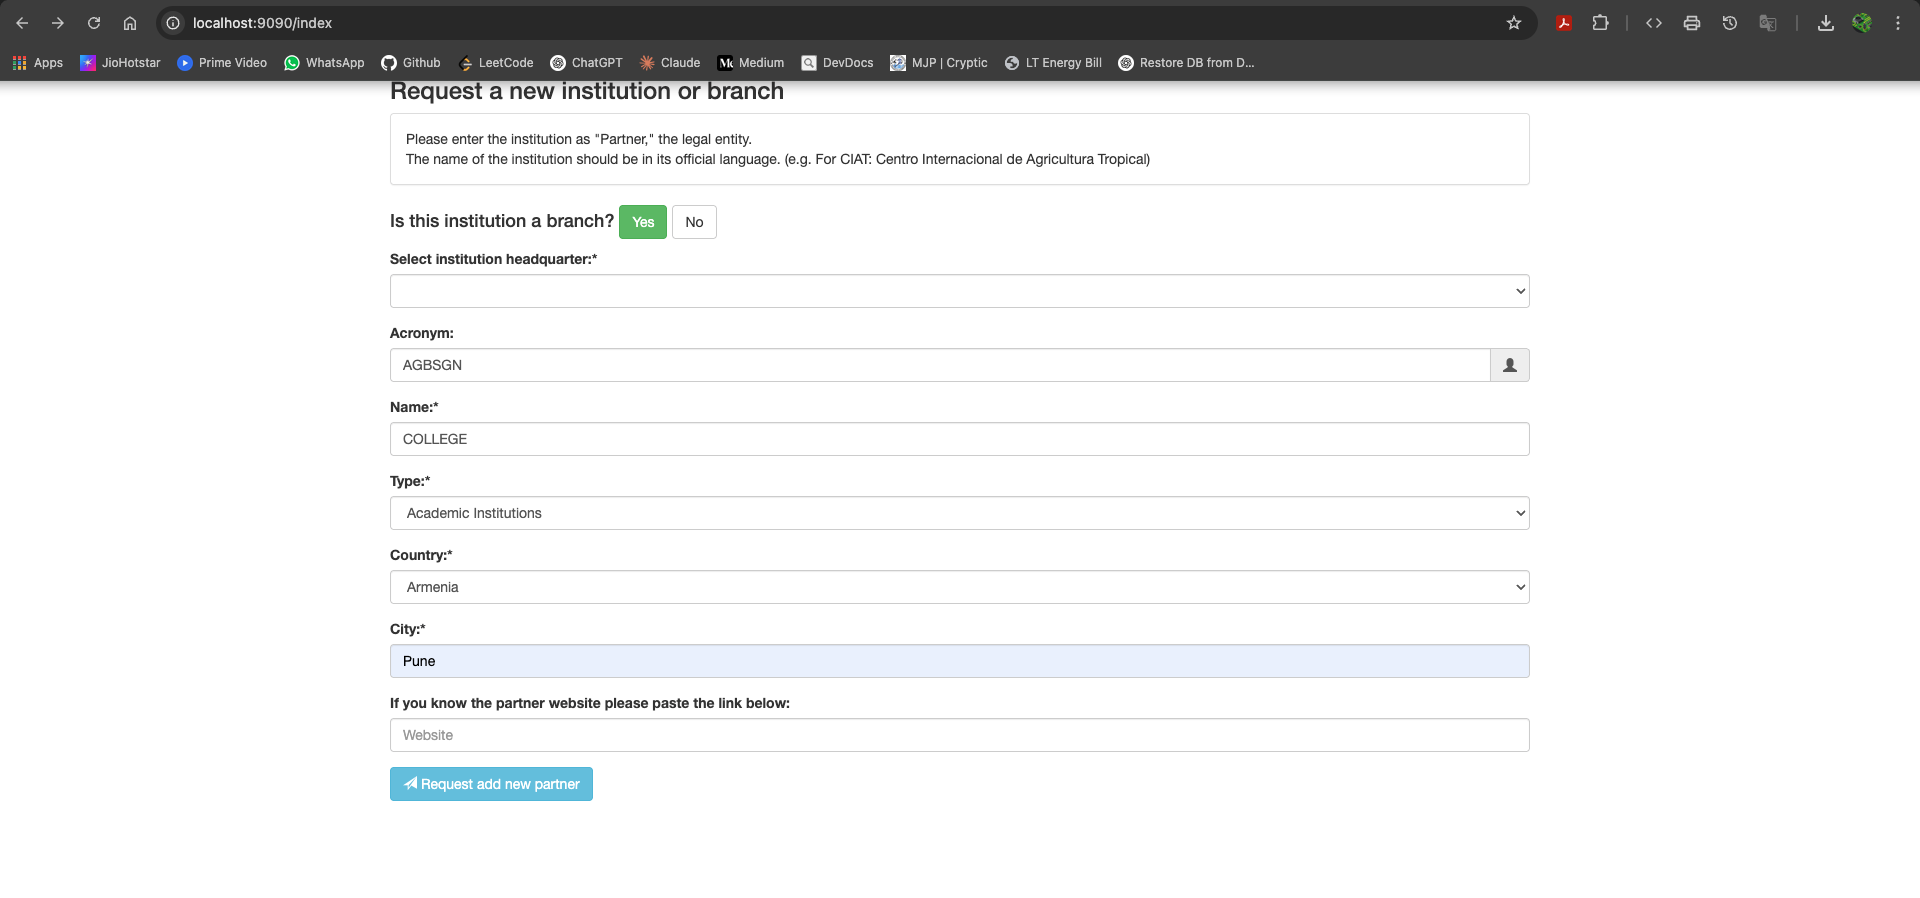 localhost:9090/index
Apps JioHotstar Prime Video WhatsApp Github LeetCode ChatGPT Claude Medium DevDocs MJP | Cryptic LT Energy Bill Restore DB from D...
Request a new institution or branch
Please enter the institution as "Partner," the legal entity.
The name of the institution should be in its official language. (e.g. For CIAT: Centro Internacional de Agricultura Tropical)
Is this institution a branch? Yes No
Select institution headquarter:*
Acronym:
AGBSGN
Name:*
COLLEGE
Type:*
Academic Institutions
Country:*
Armenia
City:*
Pune
If you know the partner website please paste the link below:
Website
Request add new partner